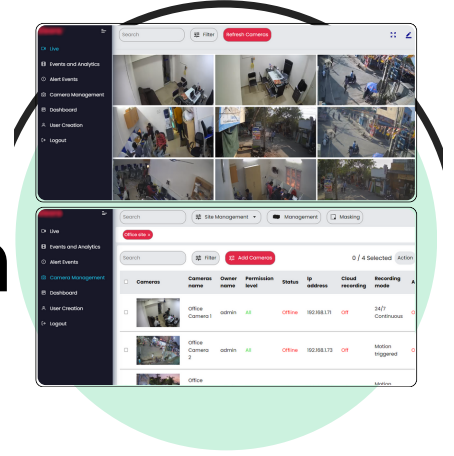 Search
Filter
Refresh Cameras
Live
Events and Analytics
Alert Events
Camera Management
Dashboard
User Creation
Logout
Search
Site Management
Management
Masking
Office site
Live
Events and Analytics
Alert Events
Camera Management
Dashboard
User Creation
Logout
Search
Filter
Add Cameras
0 / 4 Selected
Action
Cameras
Cameras name
Owner name
Permission level
Status
Ip address
Cloud recording
Recording mode
A
Office Camera 1
admin
All
Offline
192.168.1.71
Off
24/7 Continuous
O
Office Camera 2
admin
All
Offline
192.168.1.73
Off
Motion triggered
O
Office
Motion